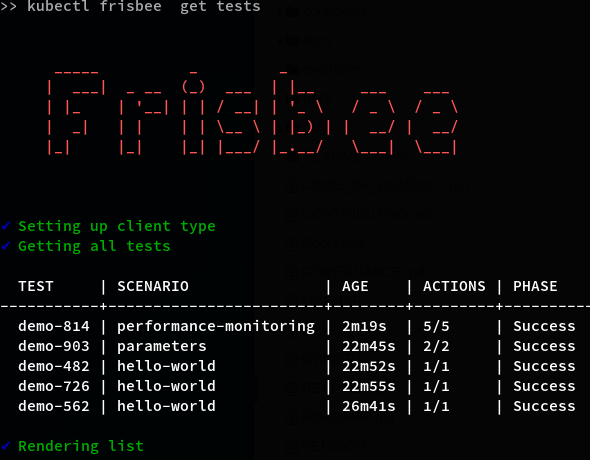 >> kubectl frisbee  get tests
Frisbee
✔ Setting up client type
✔ Getting all tests
TEST | SCENARIO | AGE | ACTIONS | PHASE
demo-814 | performance-monitoring | 2m19s | 5/5 | Success
demo-903 | parameters | 22m45s | 2/2 | Success
demo-482 | hello-world | 22m52s | 1/1 | Success
demo-726 | hello-world | 22m55s | 1/1 | Success
demo-562 | hello-world | 26m41s | 1/1 | Success
✔ Rendering list